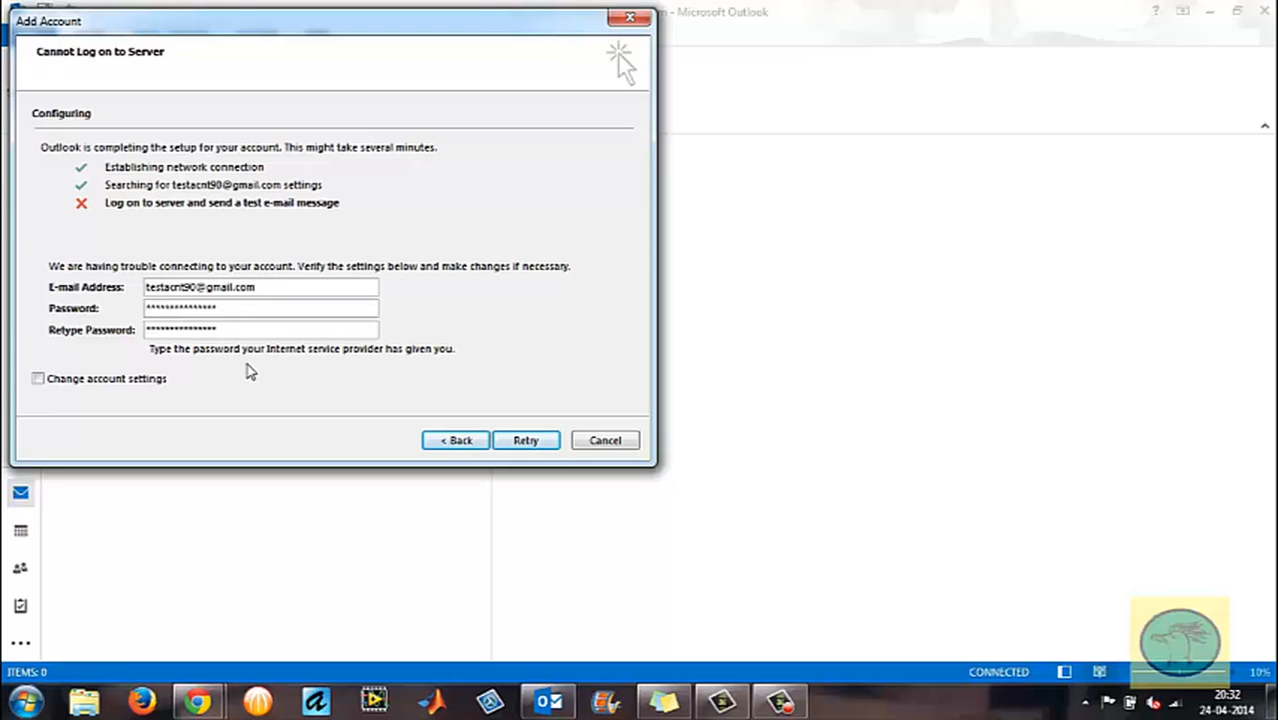 Add Account
- Microsoft Outlook
Cannot Log on to Server
Configuring
Outlook is completing the setup for your account. This might take several minutes.
Establishing network connection
Searching for testacnt90@gmail.com settings
Log on to server and send a test e-mail message
We are having trouble connecting to your account. Verify the settings below and make changes if necessary.
E-mail Address: testacnt90@gmail.com
Password: ***************
Retype Password: ***************
Type the password your Internet service provider has given you.
Change account settings
< Back Retry Cancel
ITEMS: 0 CONNECTED 10%
20:32
24-04-2014